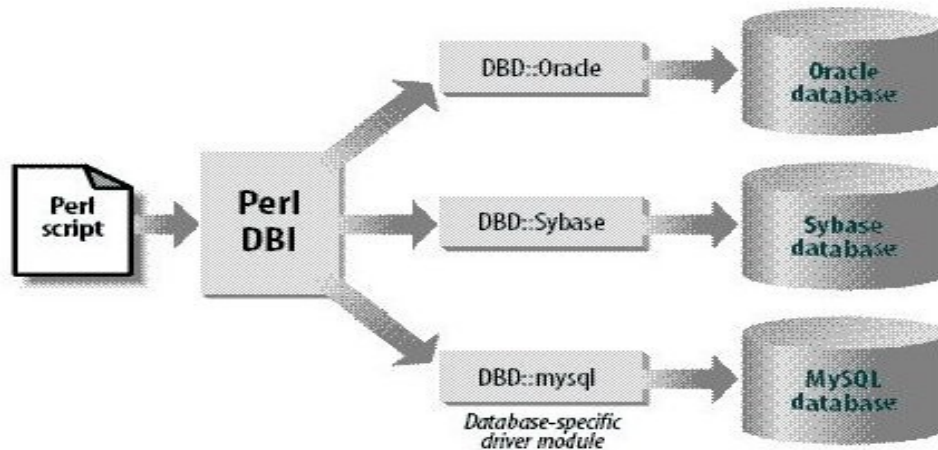 Perl
script
Perl
DBI
DBD::Oracle
Oracle
database
DBD::Sybase
Sybase
database
DBD::mysql
Database-specific
driver module
MySQL
database